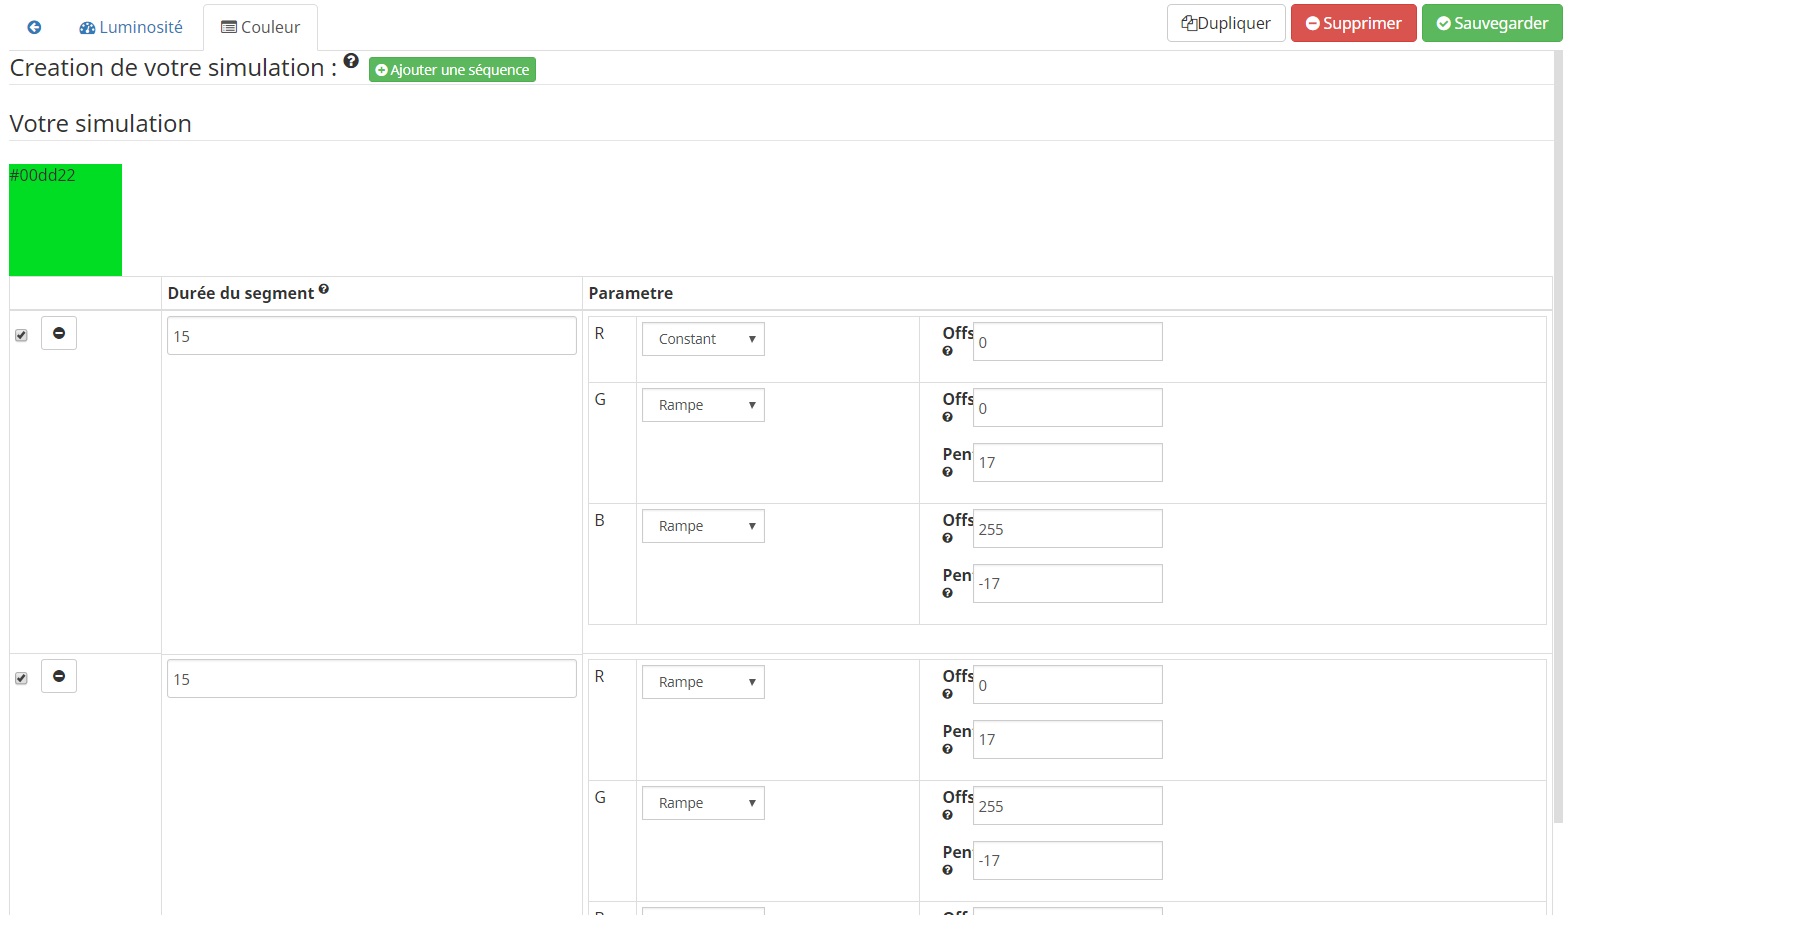 Luminosité Couleur Dupliquer Supprimer Sauvegarder
Creation de votre simulation : Ajouter une séquence
Votre simulation
#00dd22
Durée du segment Parametre
15 R Constant Offs 0
G Rampe Offs 0
Pen 17
B Rampe Offs 255
Pen -17
15 R Rampe Offs 0
Pen 17
G Rampe Offs 255
Pen -17